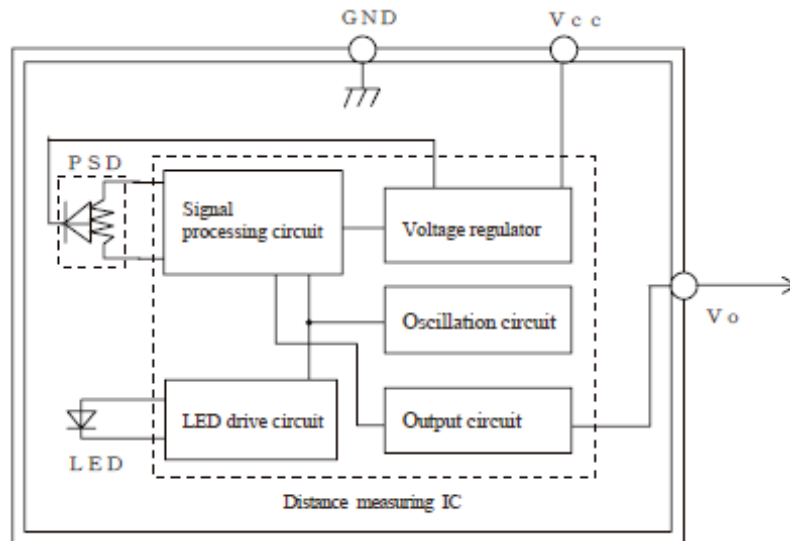 GND
Vcc
PSD
Signal
processing circuit
Voltage regulator
Oscillation circuit
Vo
LED drive circuit
Output circuit
LED
Distance measuring IC